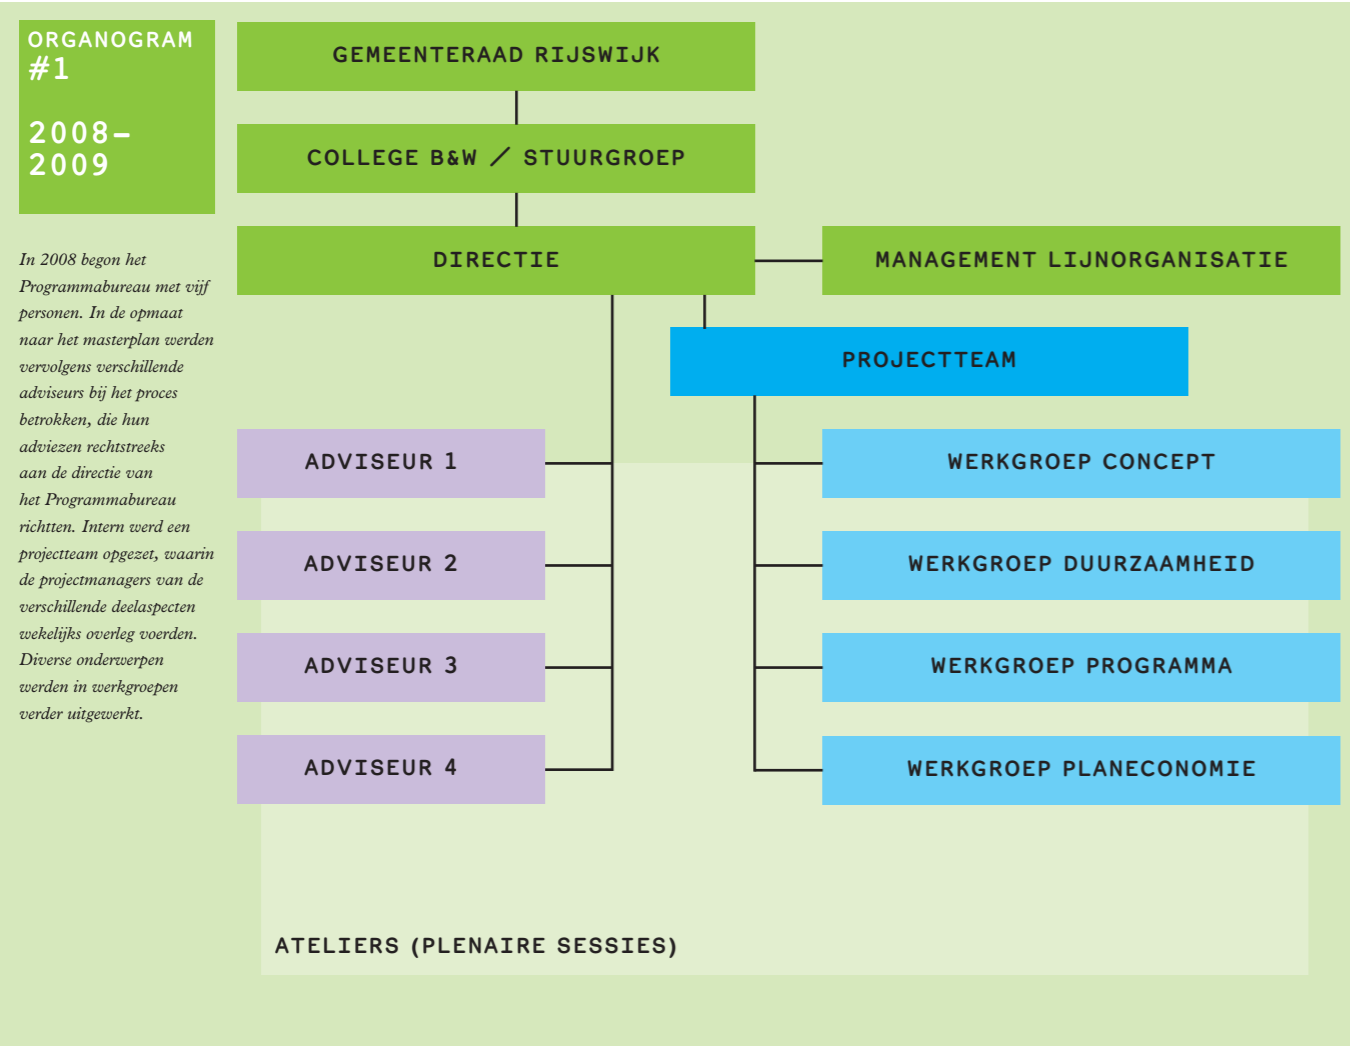 ORGANOGRAM
#1
2008–
2009
In 2008 begon het
Programmabureau met vijf
personen. In de opmaat
naar het masterplan werden
vervolgens verschillende
adviseurs bij het proces
betrokken, die hun
adviezen rechtstreeks
aan de directie van
het Programmabureau
richtten. Intern werd een
projectteam opgezet, waarin
de projectmanagers van de
verschillende deelaspecten
wekelijks overleg voerden.
Diverse onderwerpen
werden in werkgroepen
verder uitgewerkt.
GEMEENTERAAD RIJSWIJK
COLLEGE B&W / STUURGROEP
DIRECTIE
MANAGEMENT LIJNORGANISATIE
PROJECTTEAM
ADVISEUR 1
ADVISEUR 2
ADVISEUR 3
ADVISEUR 4
WERKGROEP CONCEPT
WERKGROEP DUURZAAMHEID
WERKGROEP PROGRAMMA
WERKGROEP PLANECONOMIE
ATELIERS (PLENAIRE SESSIES)